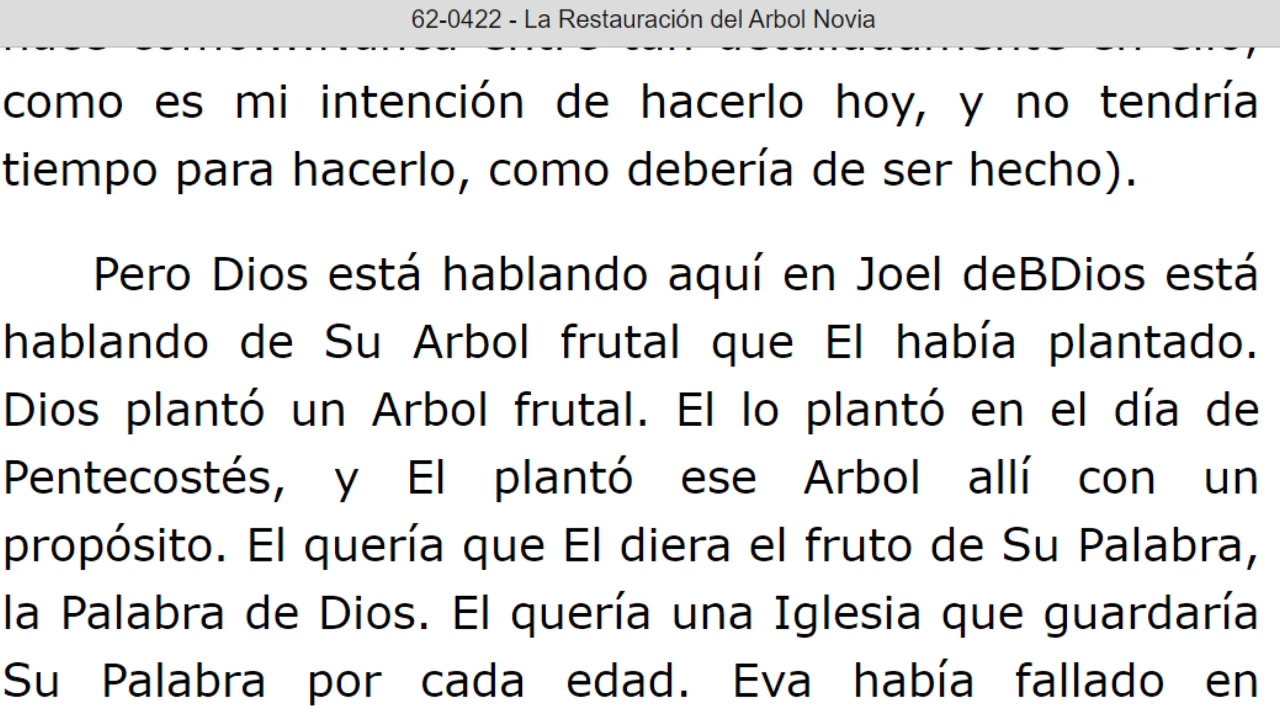 62-0422 - La Restauración del Arbol Novia
como es mi intención de hacerlo hoy, y no tendría
tiempo para hacerlo, como debería de ser hecho).
Pero Dios está hablando aquí en Joel deBDios está
hablando de Su Arbol frutal que El había plantado.
Dios plantó un Arbol frutal. El lo plantó en el día de
Pentecostés, y El plantó ese Arbol allí con un
propósito. El quería que El diera el fruto de Su Palabra,
la Palabra de Dios. El quería una Iglesia que guardaría
Su Palabra por cada edad. Eva había fallado en